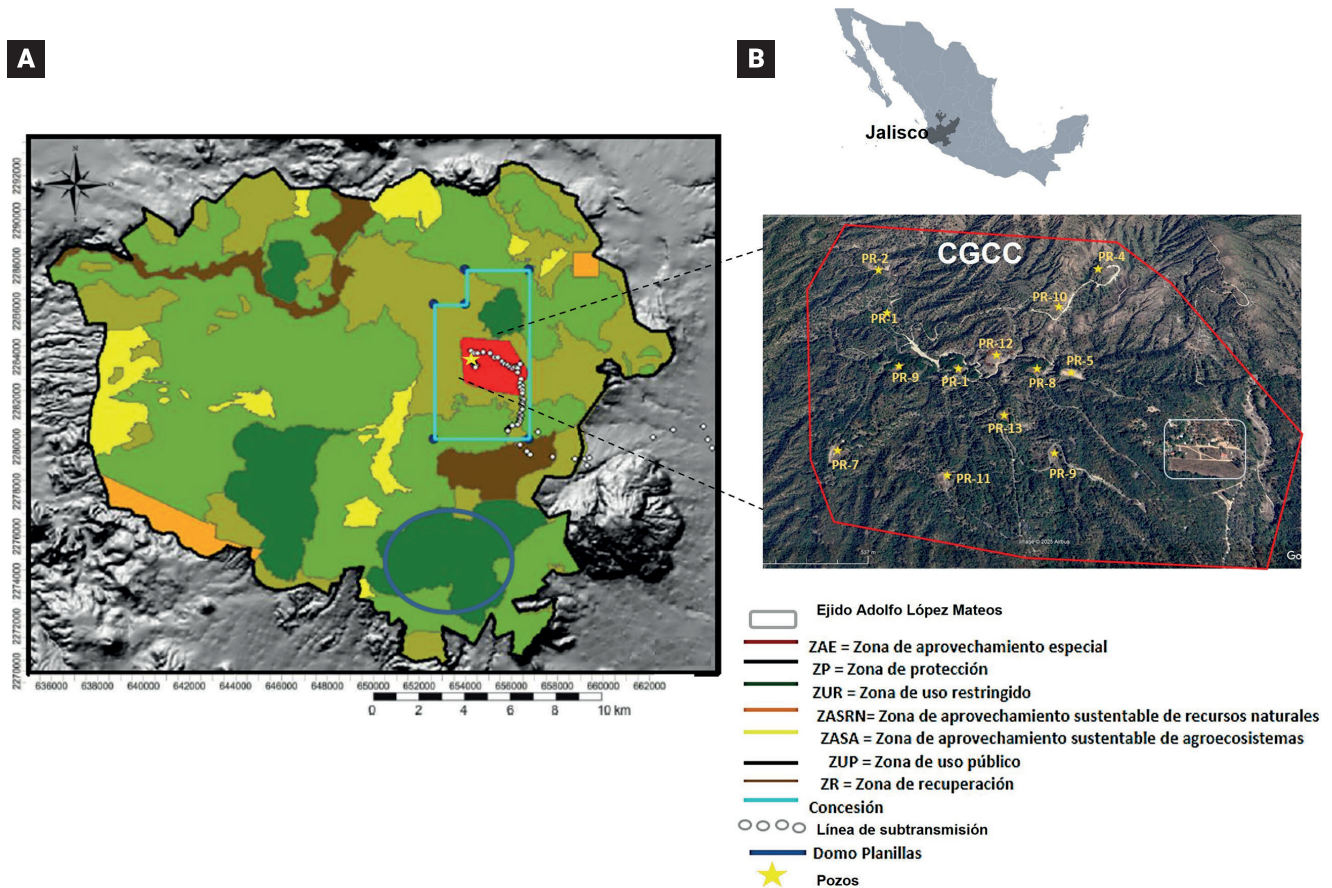 A
B
Jalisco
N
2292000
2290000
2288000
2286000
2284000
2282000
2280000
2278000
2276000
2274000
2272000
2270000
636000 638000 640000 642000 644000 646000 648000 650000 652000 654000 656000 658000 660000 662000
0 2 4 6 8 10 km
CGCC
PR-2
PR-4
PR-10
PR-1
PR-12
PR-9
PR-1
PR-8
PR-5
PR-13
PR-7
PR-11
PR-9
Image © 2025 Airbus
537 m
Go
Ejido Adolfo López Mateos
ZAE = Zona de aprovechamiento especial
ZP = Zona de protección
ZUR = Zona de uso restringido
ZASRN= Zona de aprovechamiento sustentable de recursos naturales
ZASA = Zona de aprovechamiento sustentable de agroecosistemas
ZUP = Zona de uso público
ZR = Zona de recuperación
Concesión
Línea de subtransmisión
Domo Planillas
Pozos